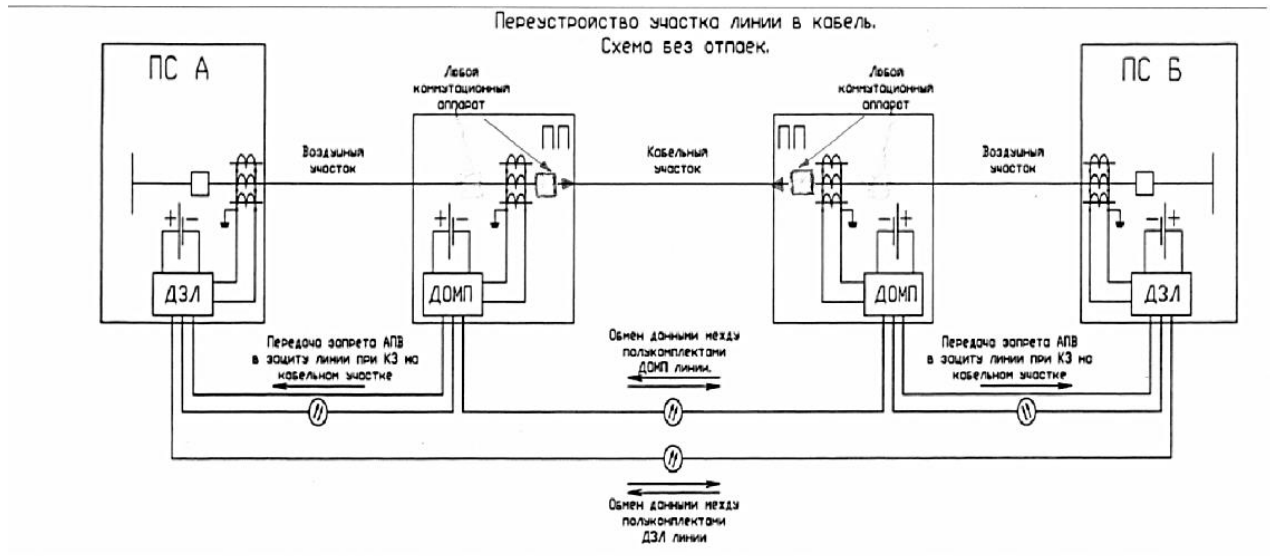 Переустройство участка линии в кабель.
Схема без отпаек.
ПС А
ПС Б
Любой
коммутационный
аппарат
Любой
коммутационный
аппарат
ПП
ПП
Воздушный
участок
Кабельный
участок
Воздушный
участок
+ -
+ -
- +
- +
ДЗЛ
ДОМП
ДОМП
ДЗЛ
Передача запрета АПВ
в защиту линии при КЗ на
кабельном участке
Обмен данными между
полукомплектами
ДОМП линии.
Передача запрета АПВ
в защиту линии при КЗ на
кабельном участке
Обмен данными между
полукомплектами
ДЗЛ линии